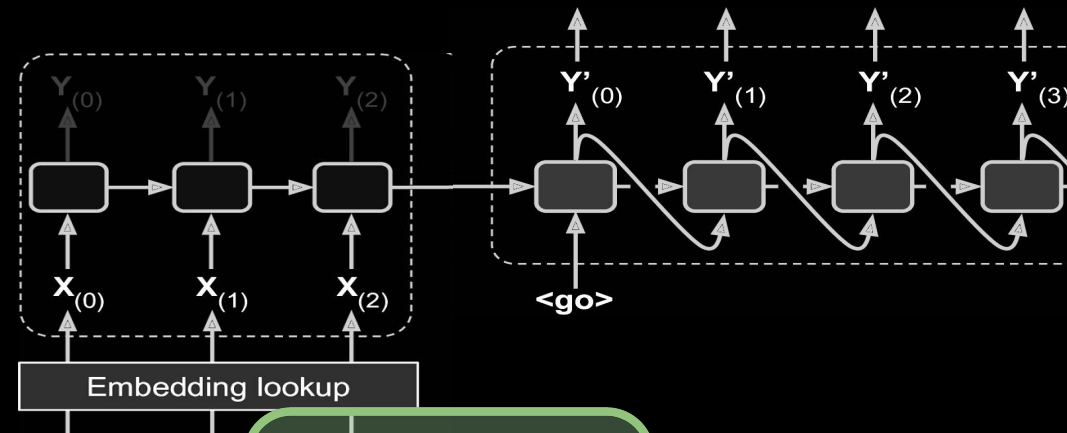 Y'(0) Y'(1) Y'(2) Y'(3)
Y(0) Y(1) Y(2)
X(0) X(1) X(2)
<go>
Embedding lookup